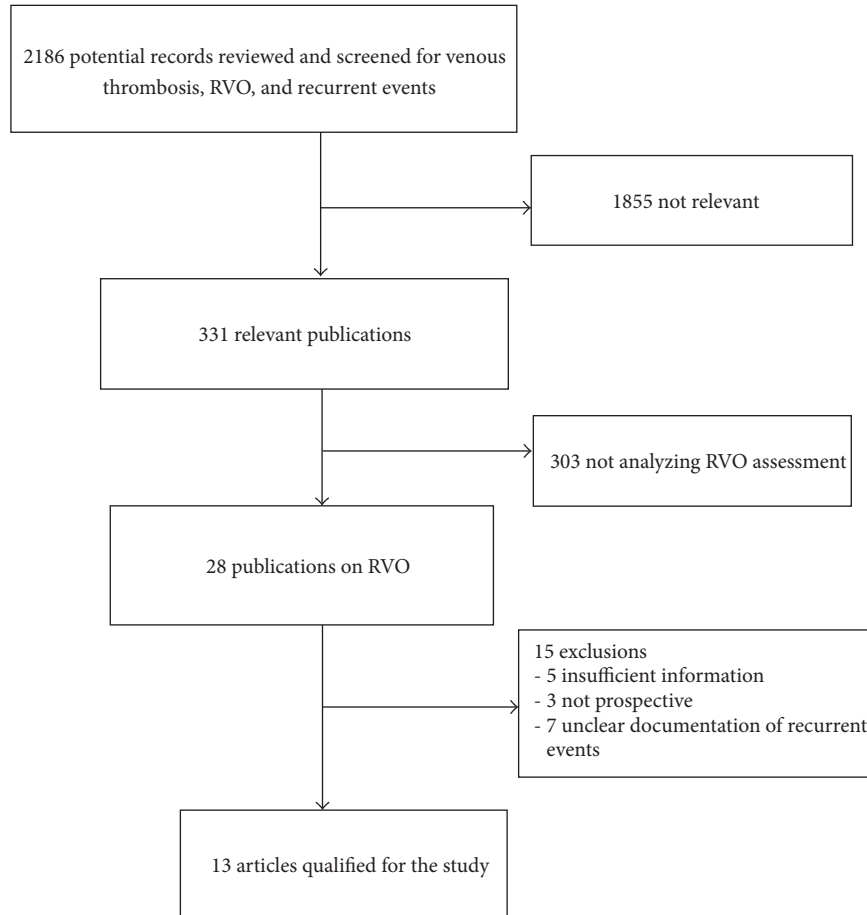 2186 potential records reviewed and screened for venous
thrombosis, RVO, and recurrent events
1855 not relevant
331 relevant publications
303 not analyzing RVO assessment
28 publications on RVO
15 exclusions
- 5 insufficient information
- 3 not prospective
- 7 unclear documentation of recurrent
events
13 articles qualified for the study